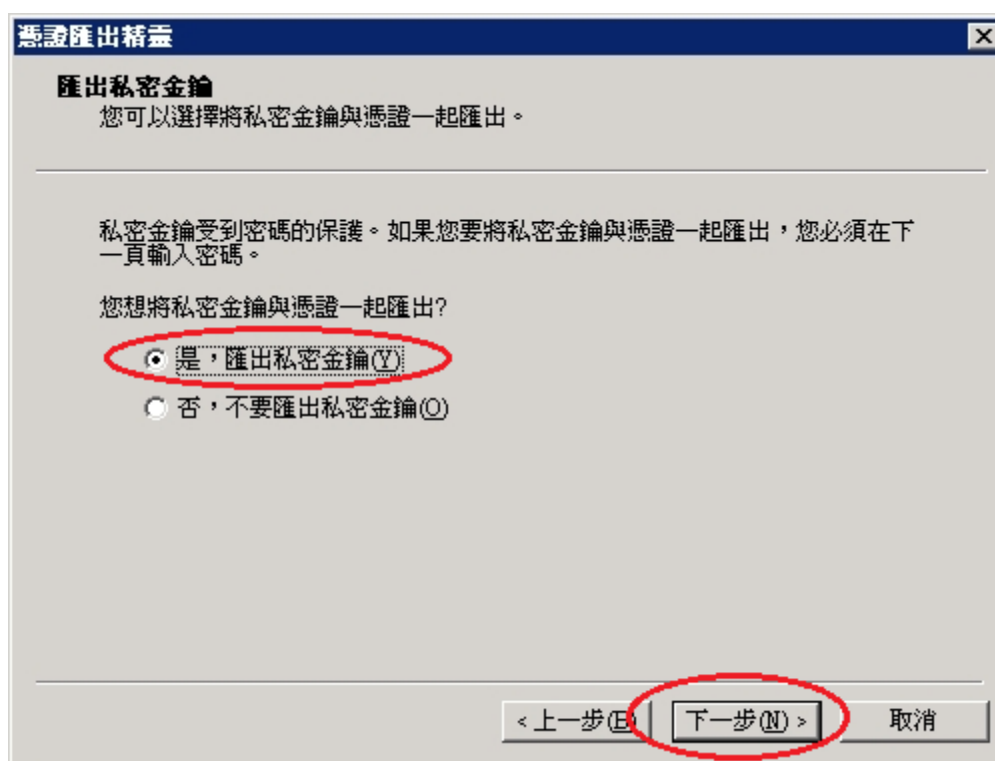 憑證匯出精靈
匯出私密金鑰
您可以選擇將私密金鑰與憑證一起匯出。
私密金鑰受到密碼的保護。如果您要將私密金鑰與憑證一起匯出，您必須在下
一頁輸入密碼。
您想將私密金鑰與憑證一起匯出?
是，匯出私密金鑰(Y)
否，不要匯出私密金鑰(O)
<上一步(B) 下一步(N)> 取消